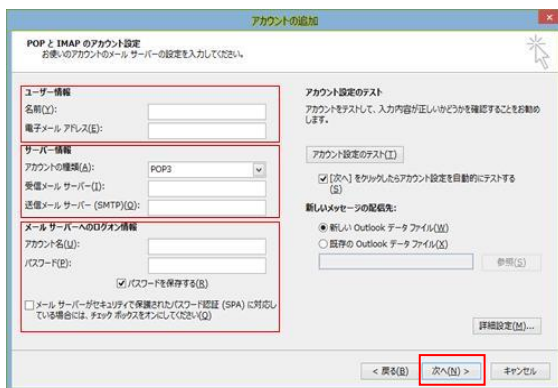 アカウントの追加
POP と IMAP のアカウント設定
お使いのアカウントのメール サーバーの設定を入力してください。
ユーザー情報
名前(Y):
電子メール アドレス(E):
サーバー情報
アカウントの種類(A):
POP3
受信メール サーバー(I):
送信メール サーバー (SMTP)(O):
メール サーバーへのログオン情報
アカウント名(U):
パスワード(P):
パスワードを保存する(R)
メール サーバーがセキュリティで保護されたパスワード認証 (SPA) に対応し
ている場合には、チェック ボックスをオンにしてください(Q)
アカウント設定のテスト
アカウントをテストして、入力内容が正しいかどうかを確認することをお勧め
します。
アカウント設定のテスト(T)
[次へ] をクリックしたらアカウント設定を自動的にテストする
(S)
新しいメッセージの配信先:
新しい Outlook データ ファイル(W)
既存の Outlook データ ファイル(X)
参照(S)
詳細設定(M)...
< 戻る(B)
次へ(N) >
キャンセル